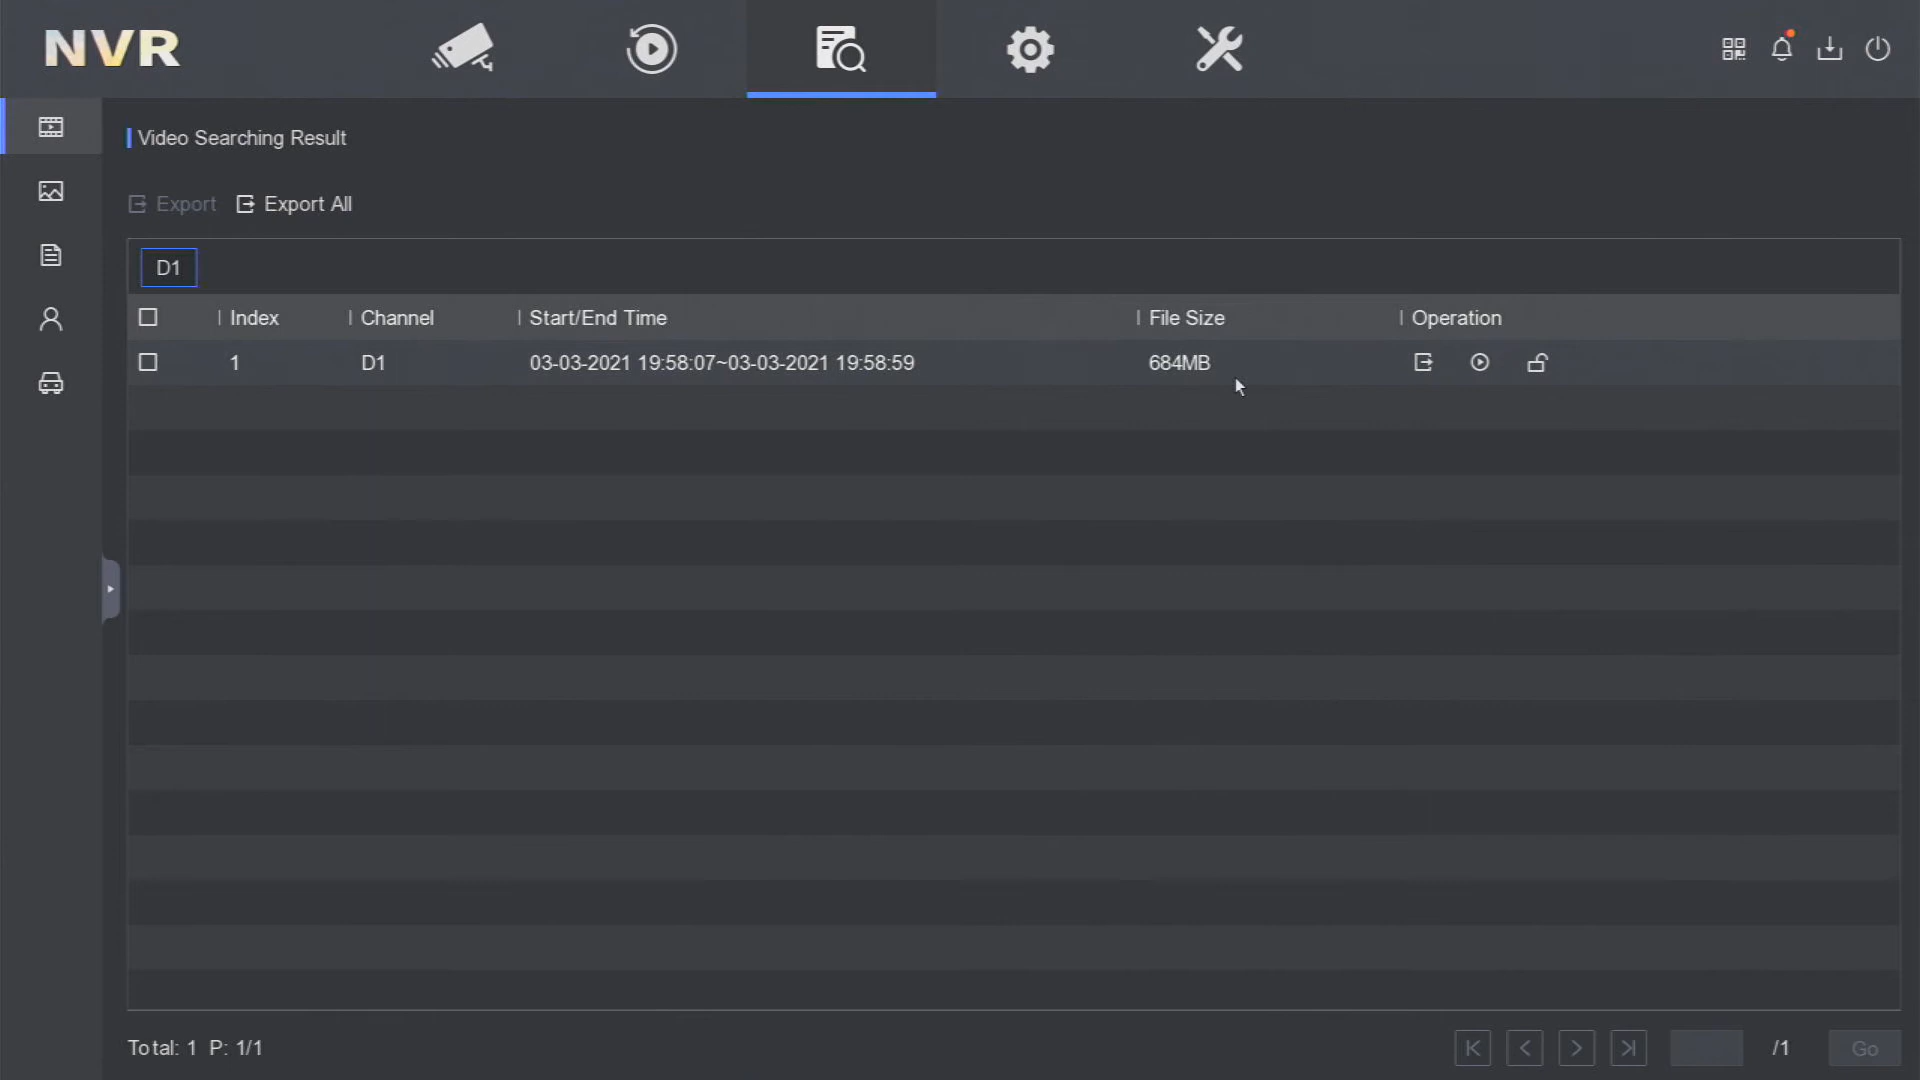 NVR
Video Searching Result
Export Export All
D1
Index Channel Start/End Time File Size Operation
1 D1 03-03-2021 19:58:07~03-03-2021 19:58:59 684MB
Total: 1 P: 1/1
/1 Go